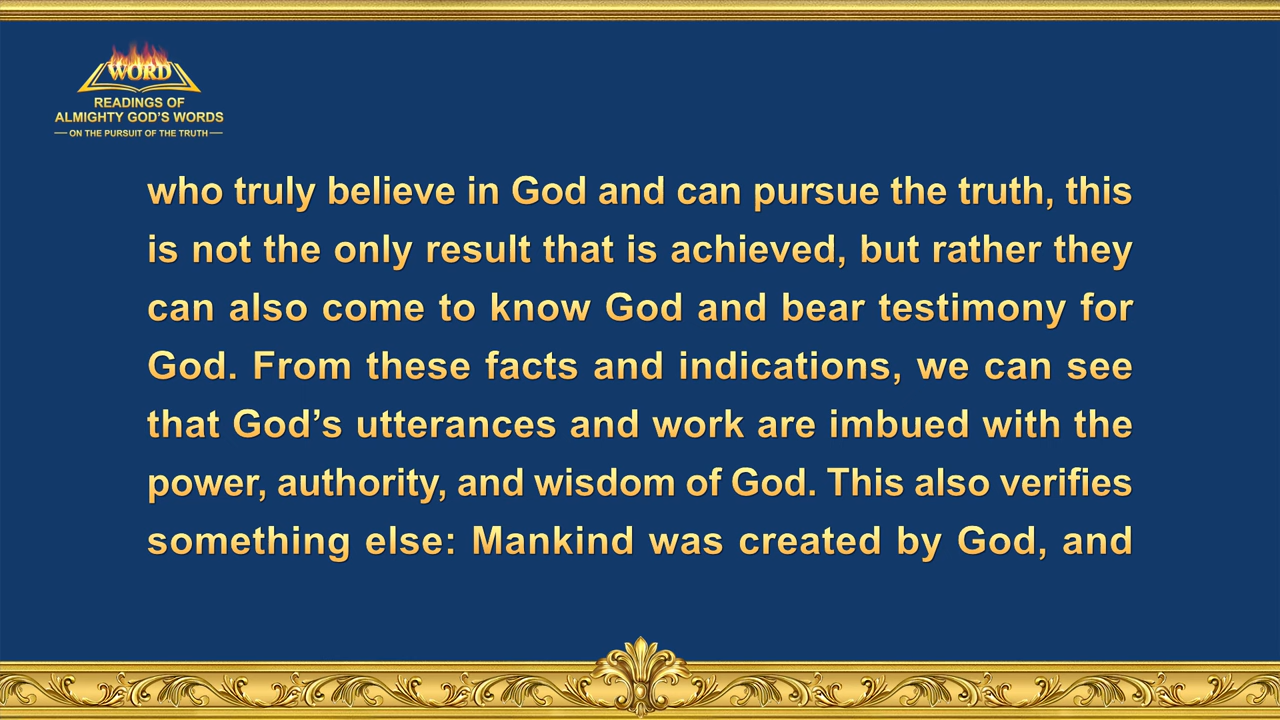 WORD
READINGS OF
ALMIGHTY GOD'S WORDS
— ON THE PURSUIT OF THE TRUTH —
who truly believe in God and can pursue the truth, this
is not the only result that is achieved, but rather they
can also come to know God and bear testimony for
God. From these facts and indications, we can see
that God’s utterances and work are imbued with the
power, authority, and wisdom of God. This also verifies
something else: Mankind was created by God, and